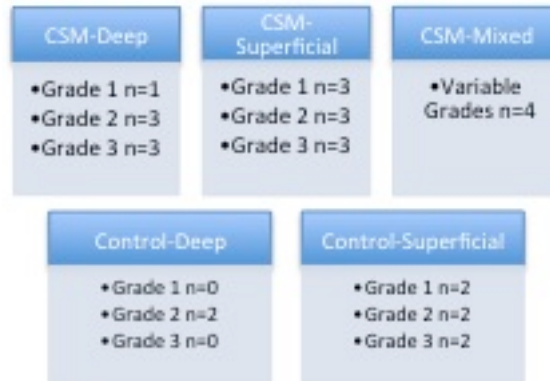 CSM-Deep
•Grade 1 n=1
•Grade 2 n=3
•Grade 3 n=3
CSM-
Superficial
•Grade 1 n=3
•Grade 2 n=3
•Grade 3 n=3
CSM-Mixed
•Variable
Grades n=4
Control-Deep
•Grade 1 n=0
•Grade 2 n=2
•Grade 3 n=0
Control-Superficial
•Grade 1 n=2
•Grade 2 n=2
•Grade 3 n=2